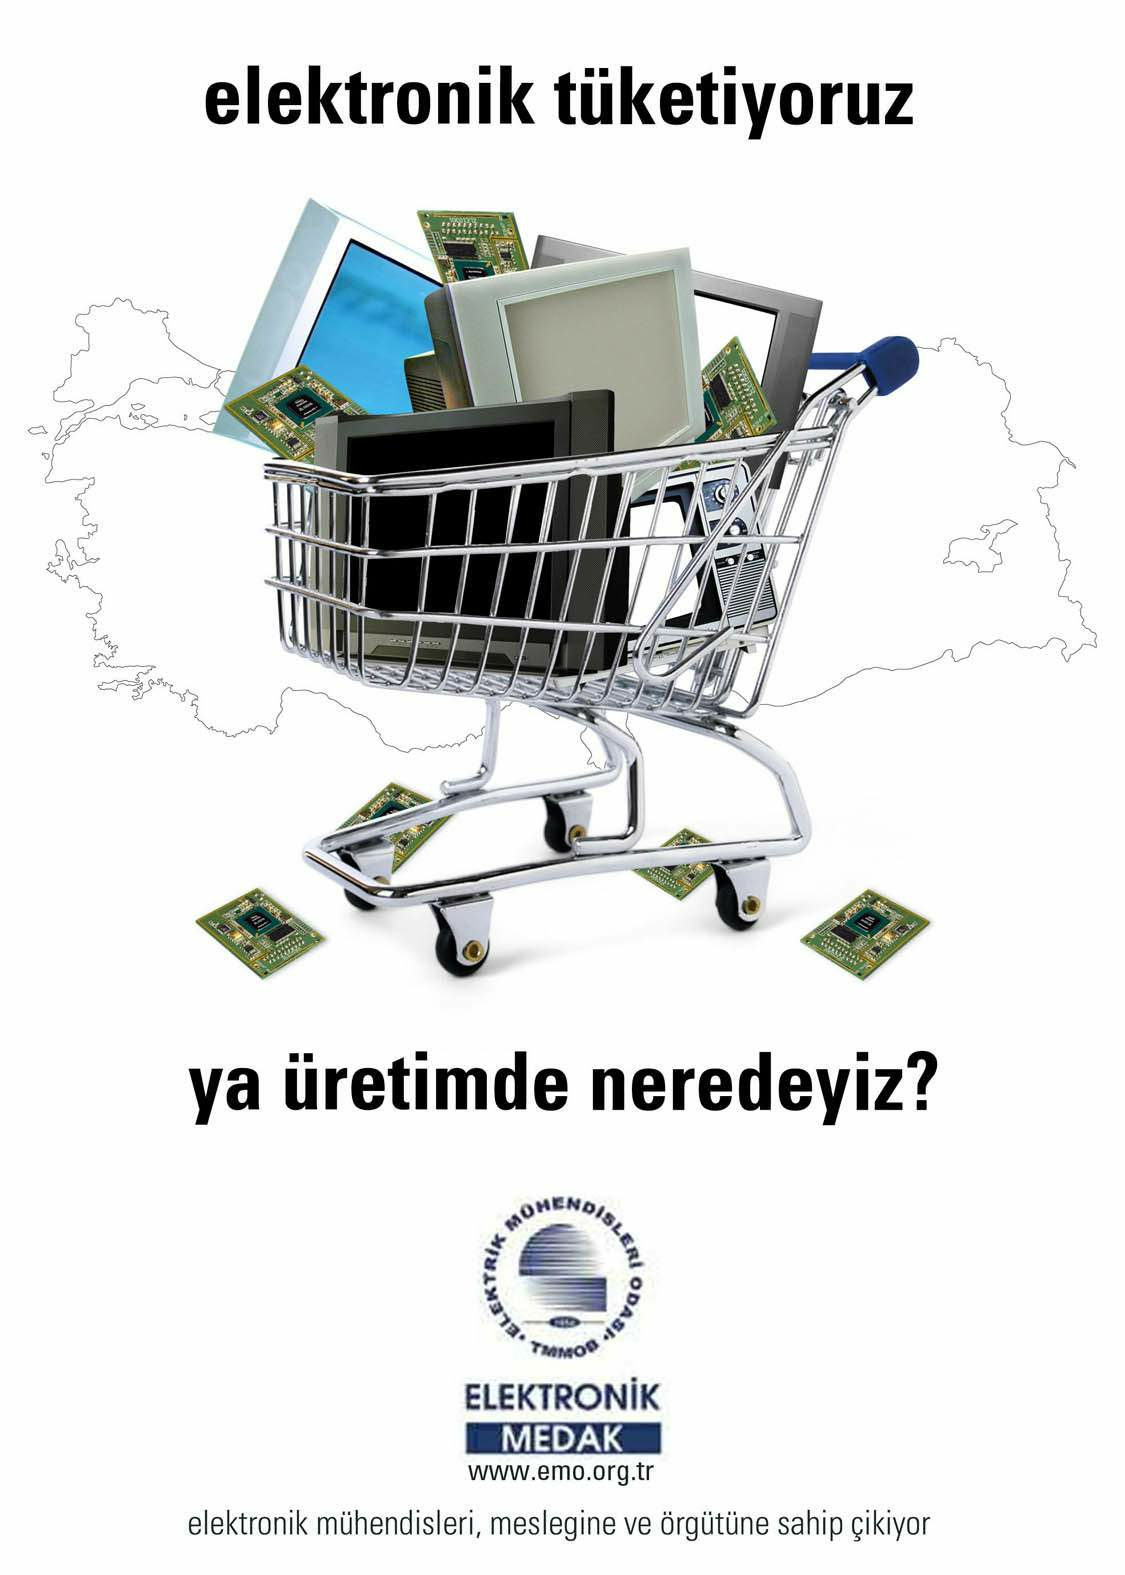 elektronik tüketiyoruz
ya üretimde neredeyiz?
•ELEKTRİK MÜHENDİSLERİ ODASI•
1954
TMMOB
ELEKTRONİK
MEDAK
www.emo.org.tr
elektronik mühendisleri, meslegine ve örgütüne sahip çikiyor